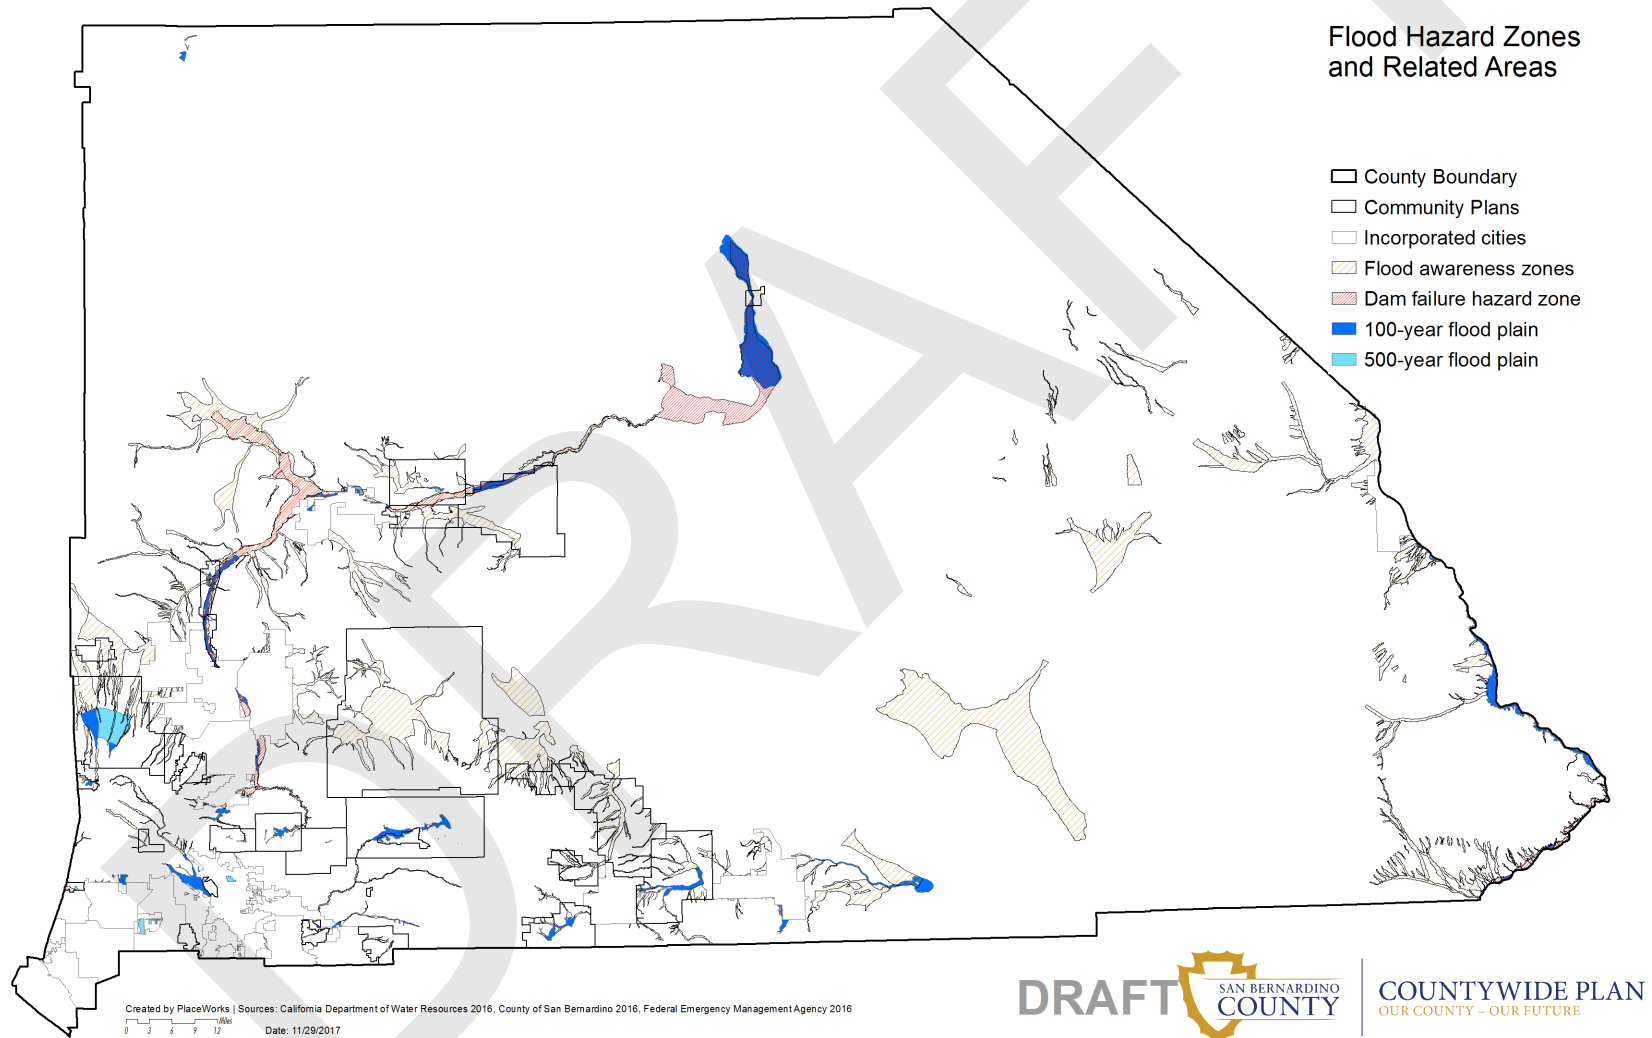 Flood Hazard Zones
and Related Areas
County Boundary
Community Plans
Incorporated cities
Flood awareness zones
Dam failure hazard zone
100-year flood plain
500-year flood plain
DRAFT
Created by PlaceWorks | Sources: California Department of Water Resources 2016, County of San Bernardino 2016, Federal Emergency Management Agency 2016
Miles
0 3 6 9 12
Date: 11/29/2017
DRAFT
SAN BERNARDINO
COUNTY
COUNTYWIDE PLAN
OUR COUNTY – OUR FUTURE